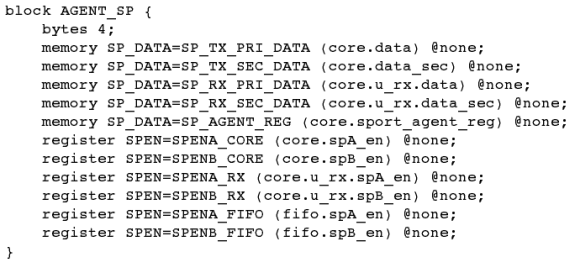 block AGENT_SP {
bytes 4;
memory SP_DATA=SP_TX_PRI_DATA (core.data) @none;
memory SP_DATA=SP_TX_SEC_DATA (core.data_sec) @none;
memory SP_DATA=SP_RX_PRI_DATA (core.u_rx.data) @none;
memory SP_DATA=SP_RX_SEC_DATA (core.u_rx.data_sec) @none;
memory SP_DATA=SP_AGENT_REG (core.sport_agent_reg) @none;
register SPEN=SPENA_CORE (core.spA_en) @none;
register SPEN=SPENB_CORE (core.spB_en) @none;
register SPEN=SPENA_RX (core.u_rx.spA_en) @none;
register SPEN=SPENB_RX (core.u_rx.spB_en) @none;
register SPEN=SPENA_FIFO (fifo.spA_en) @none;
register SPEN=SPENB_FIFO (fifo.spB_en) @none;
}